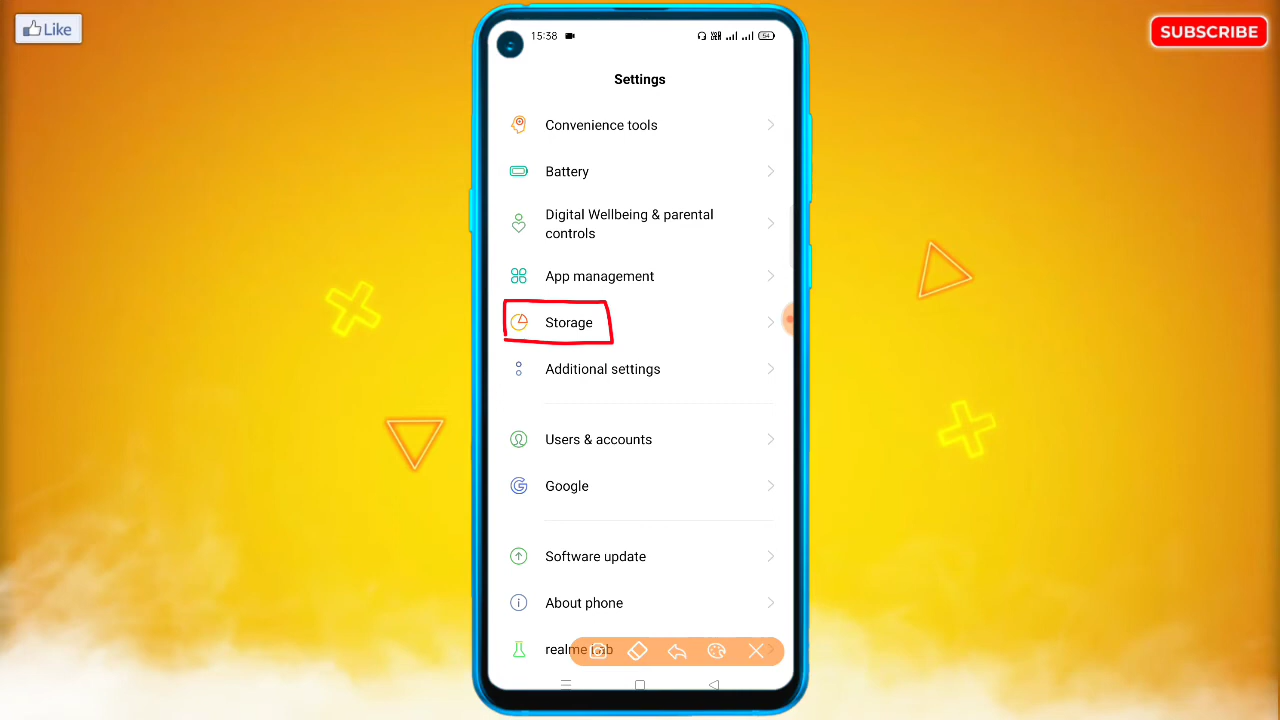 Like
SUBSCRIBE
15:38
54
Settings
Convenience tools
Battery
Digital Wellbeing & parental
controls
App management
Storage
Additional settings
Users & accounts
Google
Software update
About phone
realme